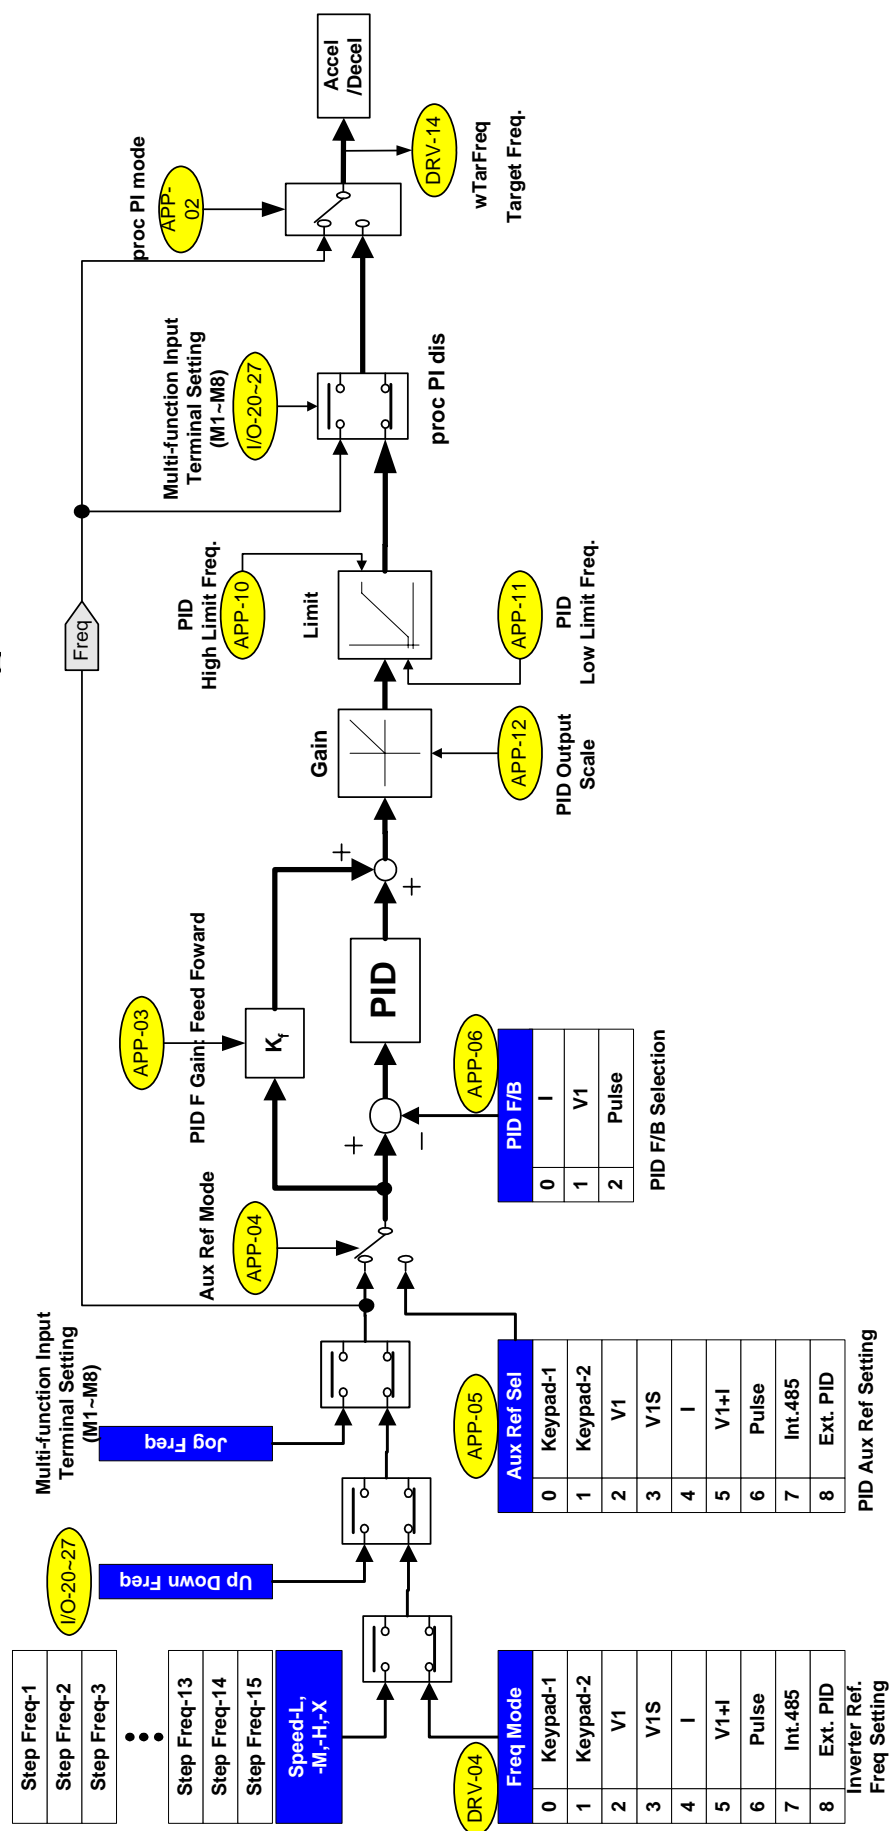 Step Freq-1
Step Freq-2
Step Freq-3
Step Freq-13
Step Freq-14
Step Freq-15
Speed-L,
-M,-H,-X
DRV-04
Freq Mode
0 Keypad-1
1 Keypad-2
2 V1
3 V1S
4 I
5 V1+I
6 Pulse
7 Int.485
8 Ext. PID
Inverter Ref.
Freq Setting
I/O-20~27
Up Down Freq
Multi-function Input
Terminal Setting
(M1~M8)
Jog Freq
Aux Ref Mode
APP-04
APP-05
Aux Ref Sel
0 Keypad-1
1 Keypad-2
2 V1
3 V1S
4 I
5 V1+I
6 Pulse
7 Int.485
8 Ext. PID
PID Aux Ref Setting
APP-03
PID F Gain: Feed Foward
Kf
+
−
PID
+
+
APP-06
PID F/B
0 I
1 V1
2 Pulse
PID F/B Selection
Gain
APP-12
PID Output
Scale
Freq
PID
High Limit Freq.
APP-10
Limit
APP-11
PID
Low Limit Freq.
Multi-function Input
Terminal Setting
(M1~M8)
I/O-20~27
proc PI dis
proc PI mode
APP-
02
DRV-14
wTarFreq
Target Freq.
Accel
/Decel